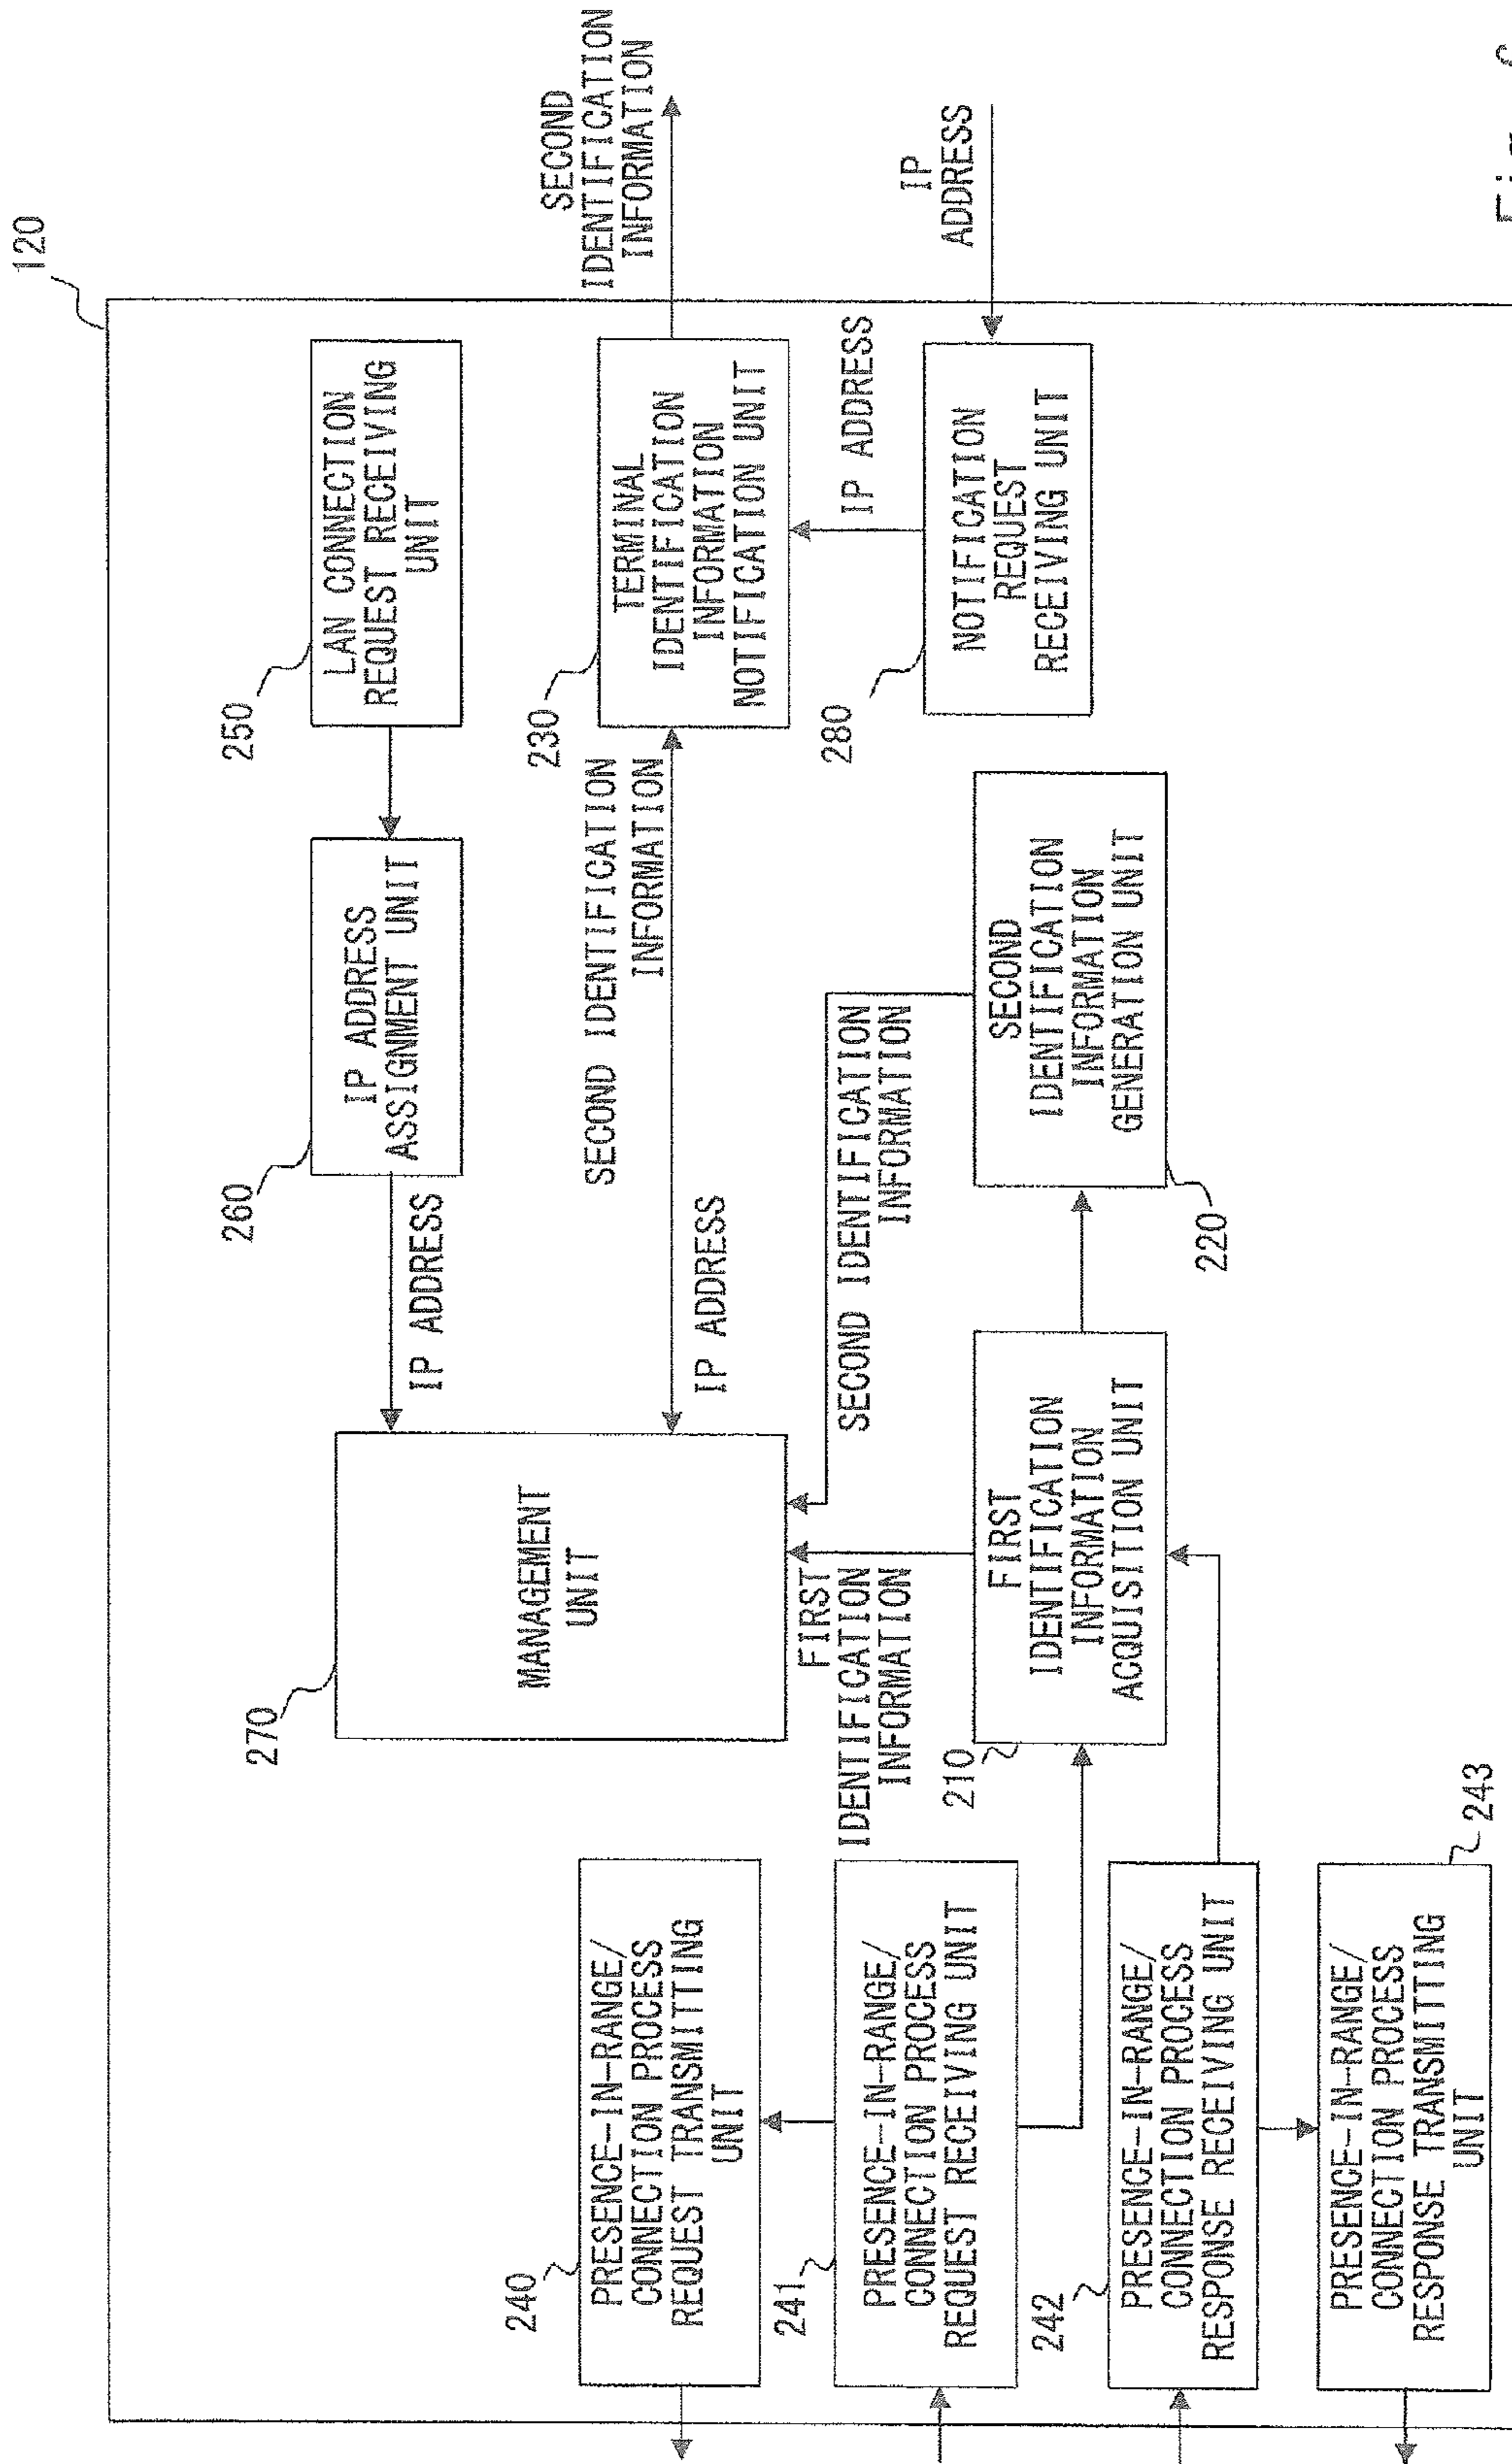 120
250
LAN CONNECTION
REQUEST RECEIVING
UNIT
260
IP ADDRESS
ASSIGNMENT UNIT
IP ADDRESS
270
MANAGEMENT
UNIT
SECOND
IDENTIFICATION
INFORMATION
230
TERMINAL
IDENTIFICATION
INFORMATION
NOTIFICATION UNIT
SECOND IDENTIFICATION
INFORMATION
IP ADDRESS
IP ADDRESS
IP
ADDRESS
280
NOTIFICATION
REQUEST
RECEIVING UNIT
SECOND IDENTIFICATION
INFORMATION
SECOND
IDENTIFICATION
INFORMATION
GENERATION UNIT
220
FIRST
IDENTIFICATION
INFORMATION
210
FIRST
IDENTIFICATION
INFORMATION
ACQUISITION UNIT
240
PRESENCE-IN-RANGE/
CONNECTION PROCESS
REQUEST TRANSMITTING
UNIT
241
PRESENCE-IN-RANGE/
CONNECTION PROCESS
REQUEST RECEIVING UNIT
242
PRESENCE-IN-RANGE/
CONNECTION PROCESS
RESPONSE RECEIVING UNIT
243
PRESENCE-IN-RANGE/
CONNECTION PROCESS
RESPONSE TRANSMITTING
UNIT